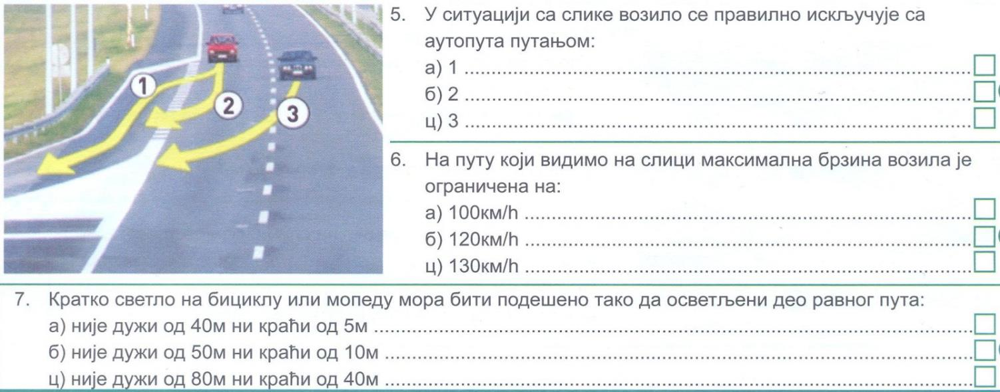 1
2
3
5. У ситуацији са слике возило се правилно искључује са
аутопута путањом:
а) 1
б) 2
ц) 3
6. На путу који видимо на слици максимална брзина возила је
ограничена на:
а) 100км/h
б) 120км/h
ц) 130км/h
7. Кратко светло на бициклу или мопеду мора бити подешено тако да осветљени део равног пута:
а) није дужи од 40м ни краћи од 5м
б) није дужи од 50м ни краћи од 10м
ц) није дужи од 80м ни краћи од 40м